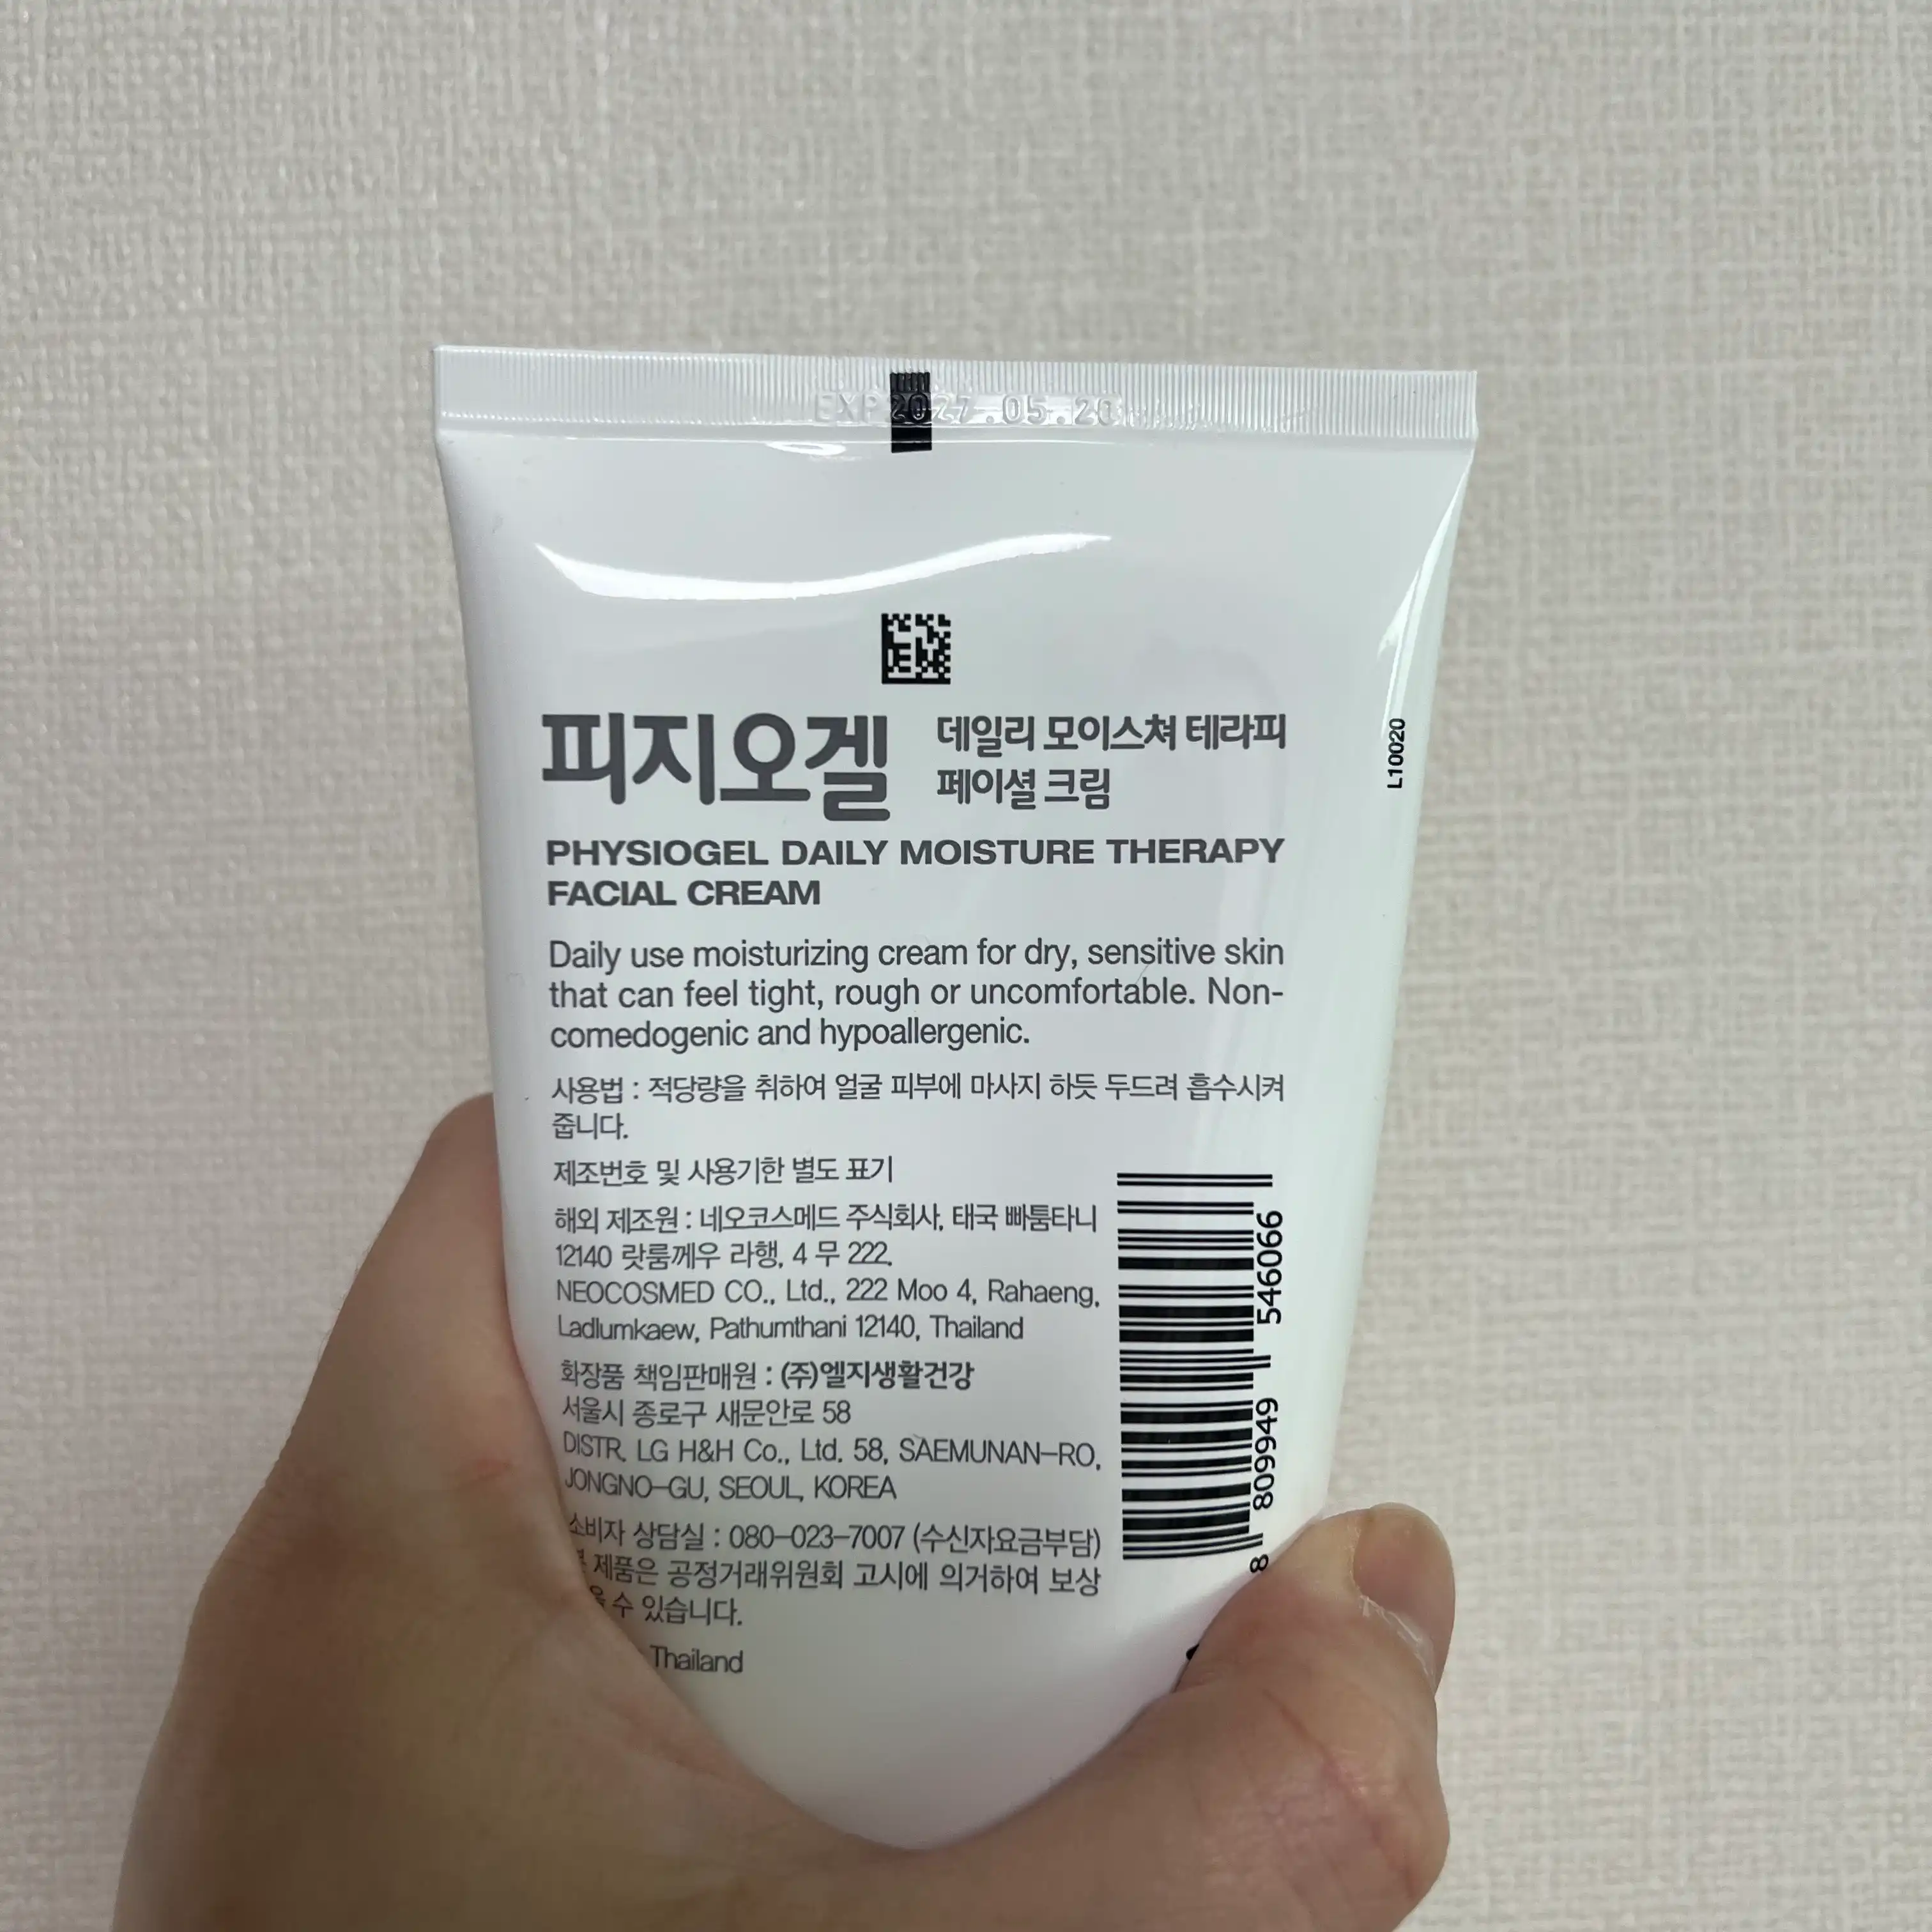 EXP2027.05.20
피지오겔
데일리 모이스쳐 테라피
페이셜 크림
L10020
PHYSIOGEL DAILY MOISTURE THERAPY
FACIAL CREAM
Daily use moisturizing cream for dry, sensitive skin
that can feel tight, rough or uncomfortable. Non-
comedogenic and hypoallergenic.
사용법 : 적당량을 취하여 얼굴 피부에 마사지 하듯 두드려 흡수시켜
줍니다.
제조번호 및 사용기한 별도 표기
해외 제조원 : 네오코스메드 주식회사, 태국 빠툼타니
12140 랏룸께우 라행, 4 무 222.
NEOCOSMED CO., Ltd., 222 Moo 4, Rahaeng,
Ladlumkaew, Pathumthani 12140, Thailand
화장품 책임판매원 : (주)엘지생활건강
서울시 종로구 새문안로 58
DISTR. LG H&H Co., Ltd. 58, SAEMUNAN-RO,
JONGNO-GU, SEOUL, KOREA
소비자 상담실 : 080-023-7007 (수신자요금부담)
제품은 공정거래위원회 고시에 의거하여 보상
수 있습니다.
Thailand
8 809949 546066